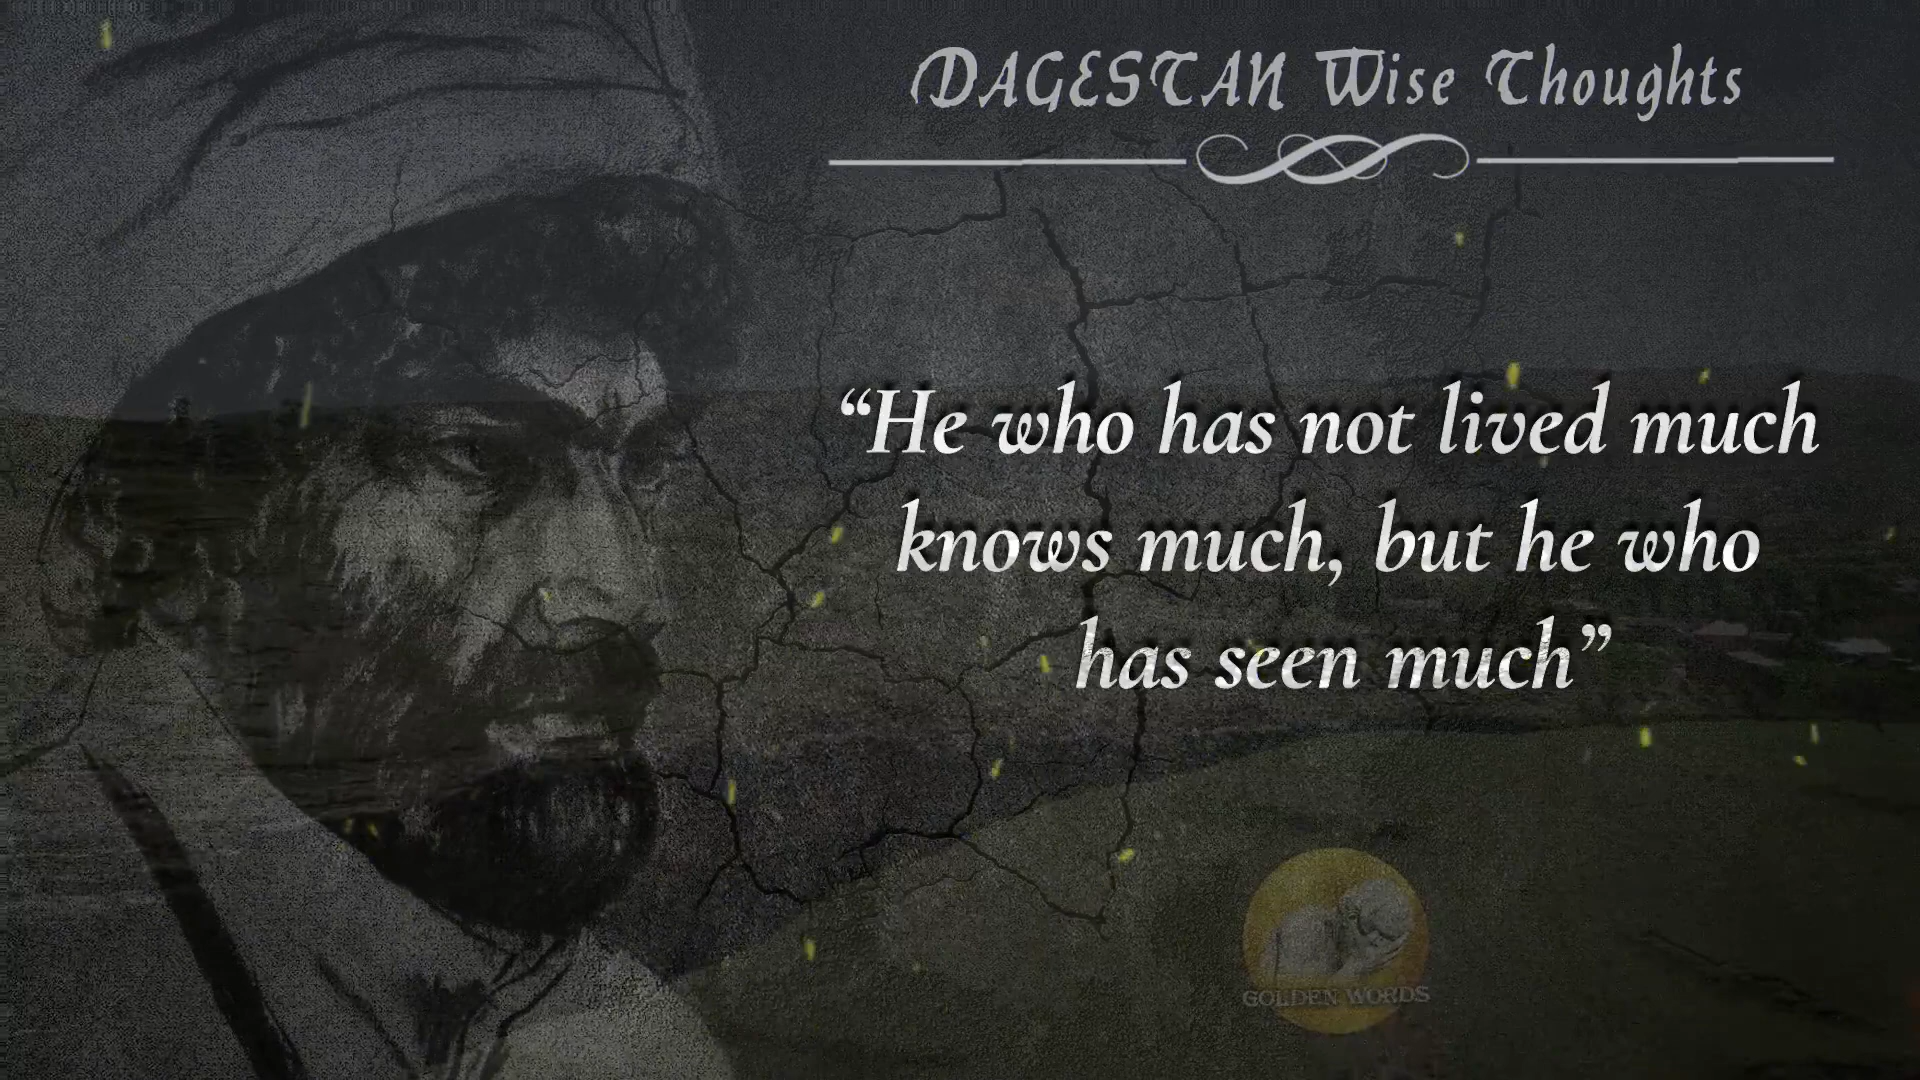 DAGESTAN Wise Thoughts
“He who has not lived much
knows much, but he who
has seen much”
GOLDEN WORDS